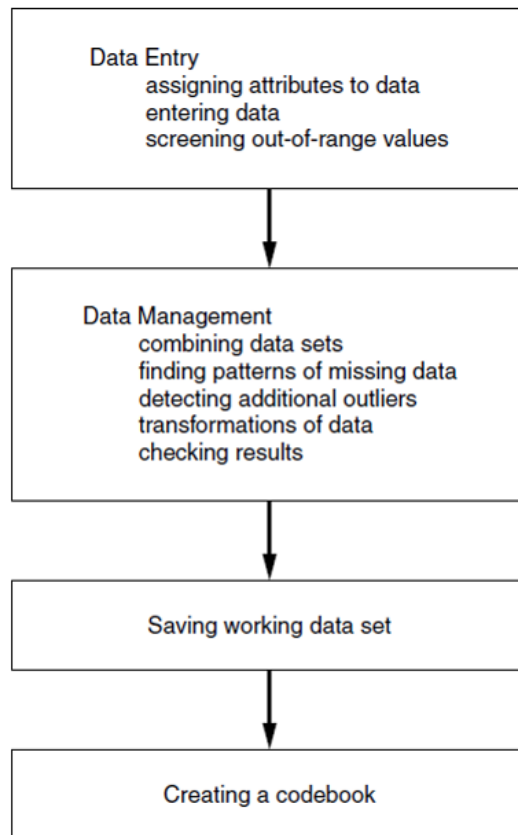 Data Entry
assigning attributes to data
entering data
screening out-of-range values
Data Management
combining data sets
finding patterns of missing data
detecting additional outliers
transformations of data
checking results
Saving working data set
Creating a codebook